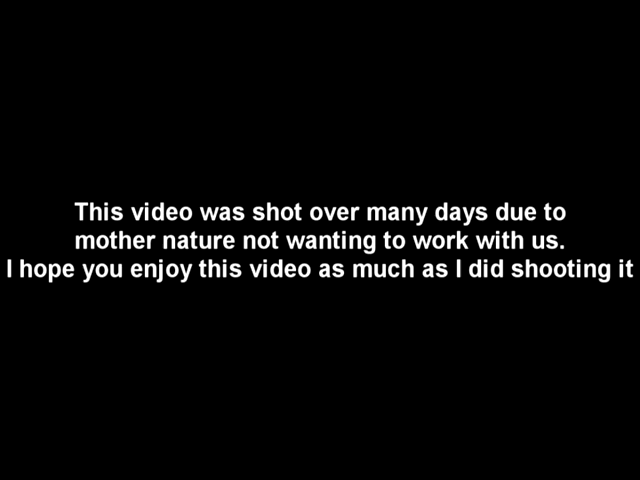 This video was shot over many days due to
mother nature not wanting to work with us.
I hope you enjoy this video as much as I did shooting it